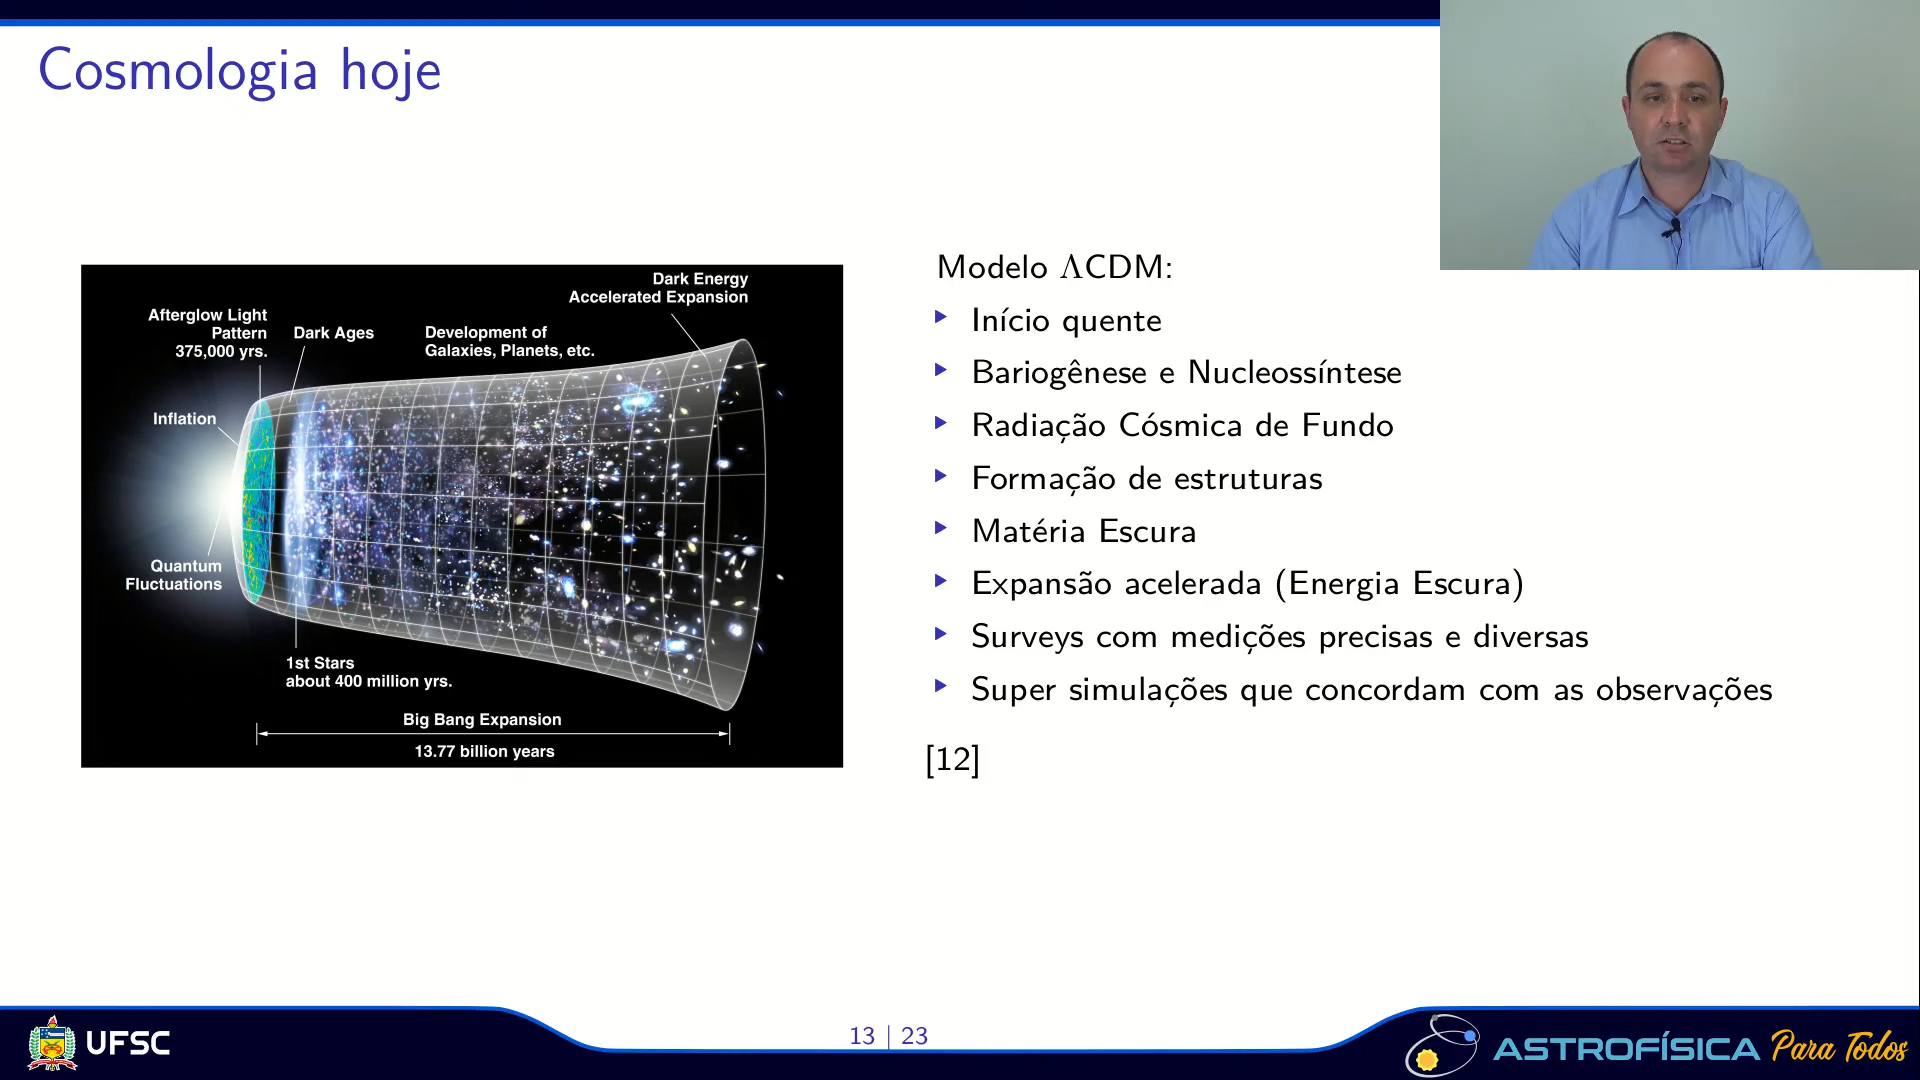 Cosmologia hoje
Dark Energy
Accelerated Expansion
Afterglow Light
Pattern
375,000 yrs.
Dark Ages
Development of
Galaxies, Planets, etc.
Inflation
Quantum
Fluctuations
1st Stars
about 400 million yrs.
Big Bang Expansion
13.77 billion years
Modelo ΛCDM:
Início quente
Bariogênese e Nucleossíntese
Radiação Cósmica de Fundo
Formação de estruturas
Matéria Escura
Expansão acelerada (Energia Escura)
Surveys com medições precisas e diversas
Super simulações que concordam com as observações
[12]
UFSC
13 | 23
ASTROFÍSICA Para Todos